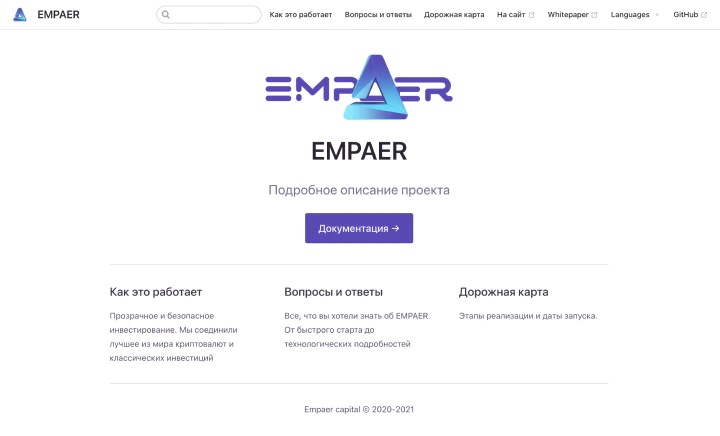 EMPAER
Как это работает
Вопросы и ответы
Дорожная карта
На сайт
Whitepaper
Languages
GitHub
EMPAER
EMPAER
Подробное описание проекта
Документация →
Как это работает
Прозрачное и безопасное
инвестирование. Мы соединили
лучшее из мира криптовалют и
классических инвестиций
Вопросы и ответы
Все, что вы хотели знать об EMPAER.
От быстрого старта до
технологических подробностей
Дорожная карта
Этапы реализации и даты запуска.
Empaer capital © 2020-2021